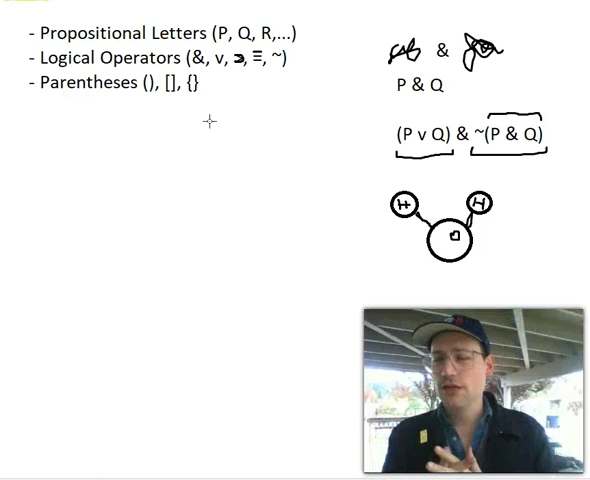 - Propositional Letters (P, Q, R,...)
- Logical Operators (&, v, ⊃, ≡, ~)
- Parentheses (), [], {}
&
P & Q
(P v Q) & ~(P & Q)
H H
O